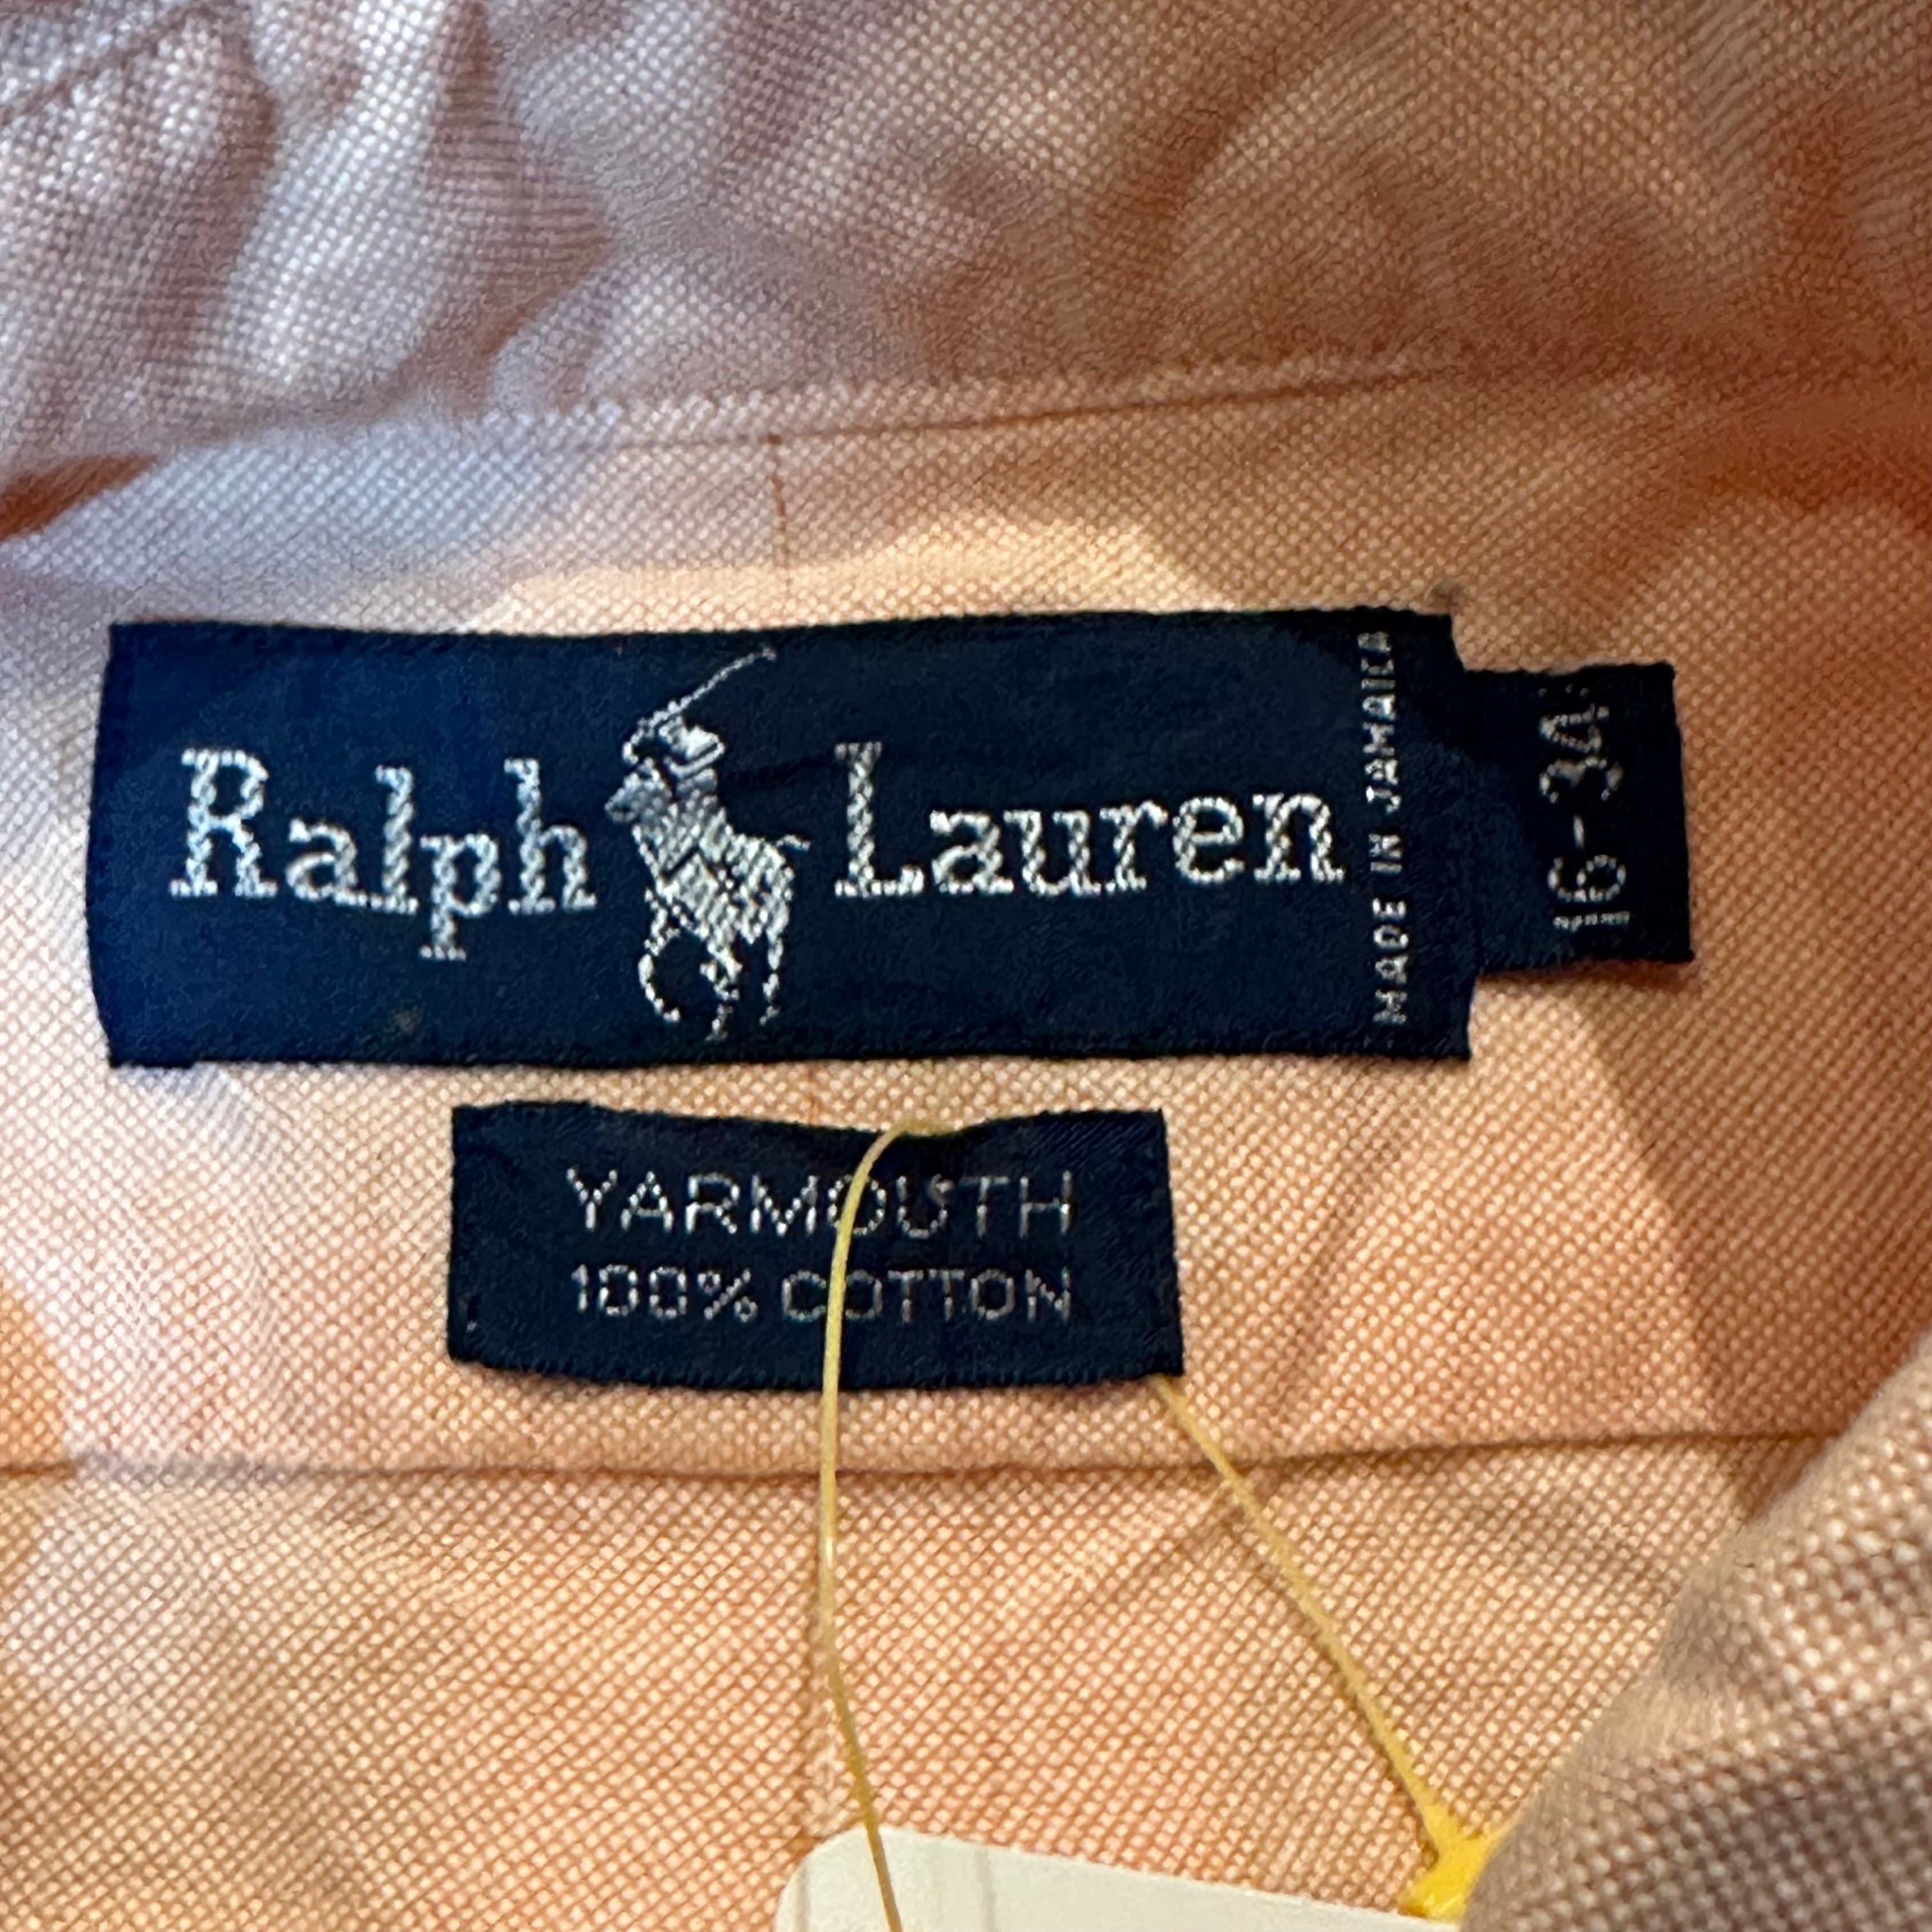 Ralph Lauren
MADE IN JAMAICA
16-34
YARMOUTH
100% COTTON